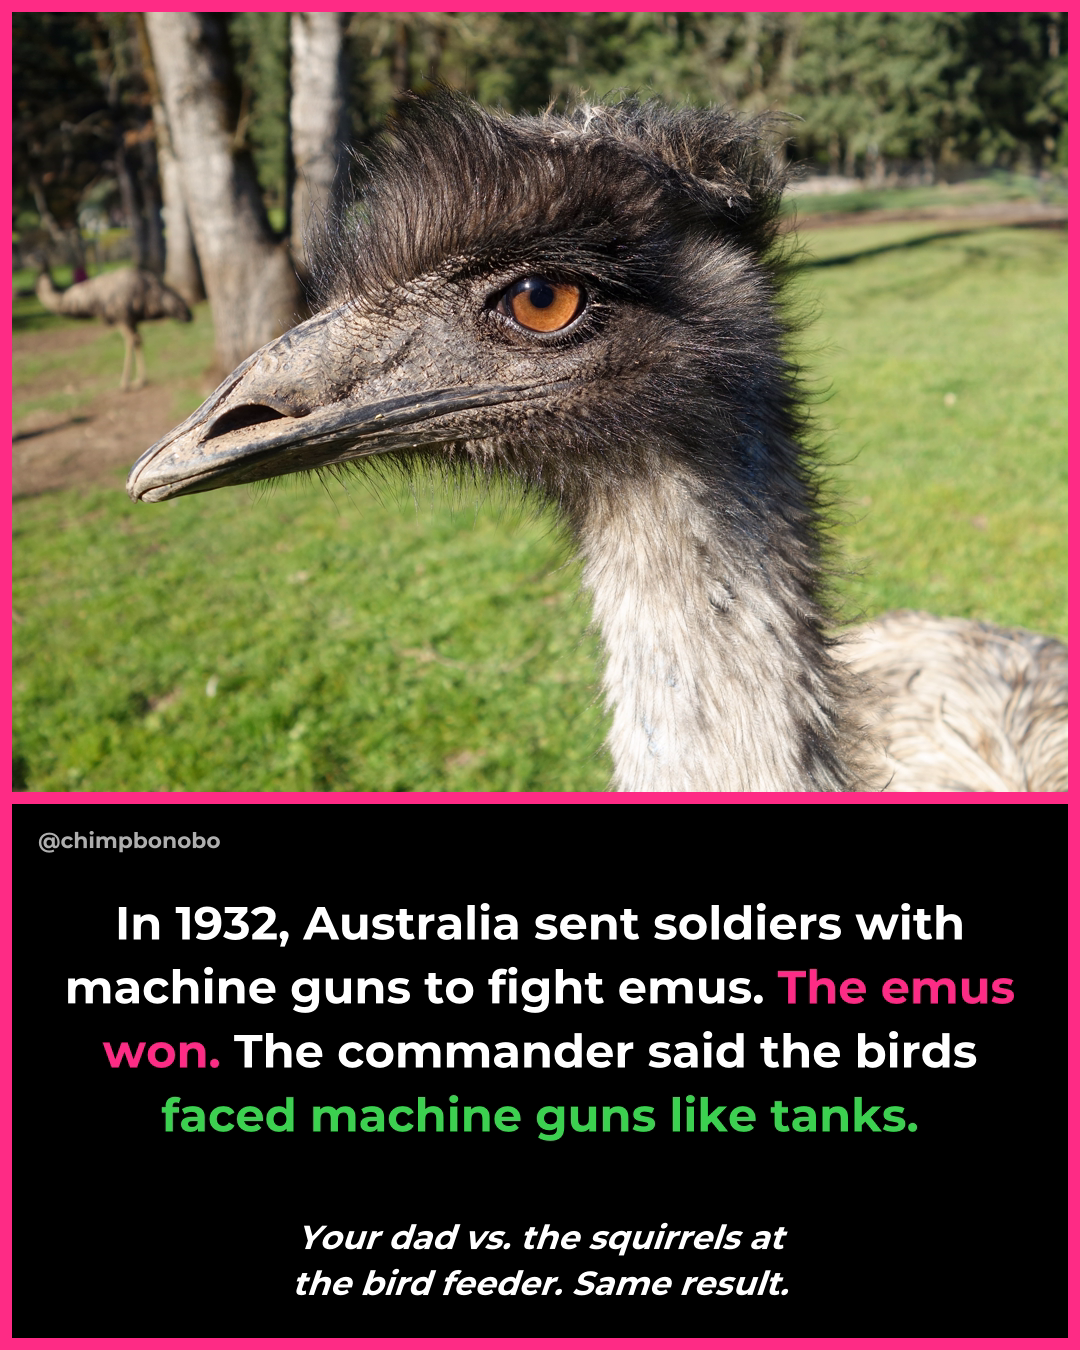 @chimpbonobo
In 1932, Australia sent soldiers with
machine guns to fight emus. The emus
won. The commander said the birds
faced machine guns like tanks.
Your dad vs. the squirrels at
the bird feeder. Same result.